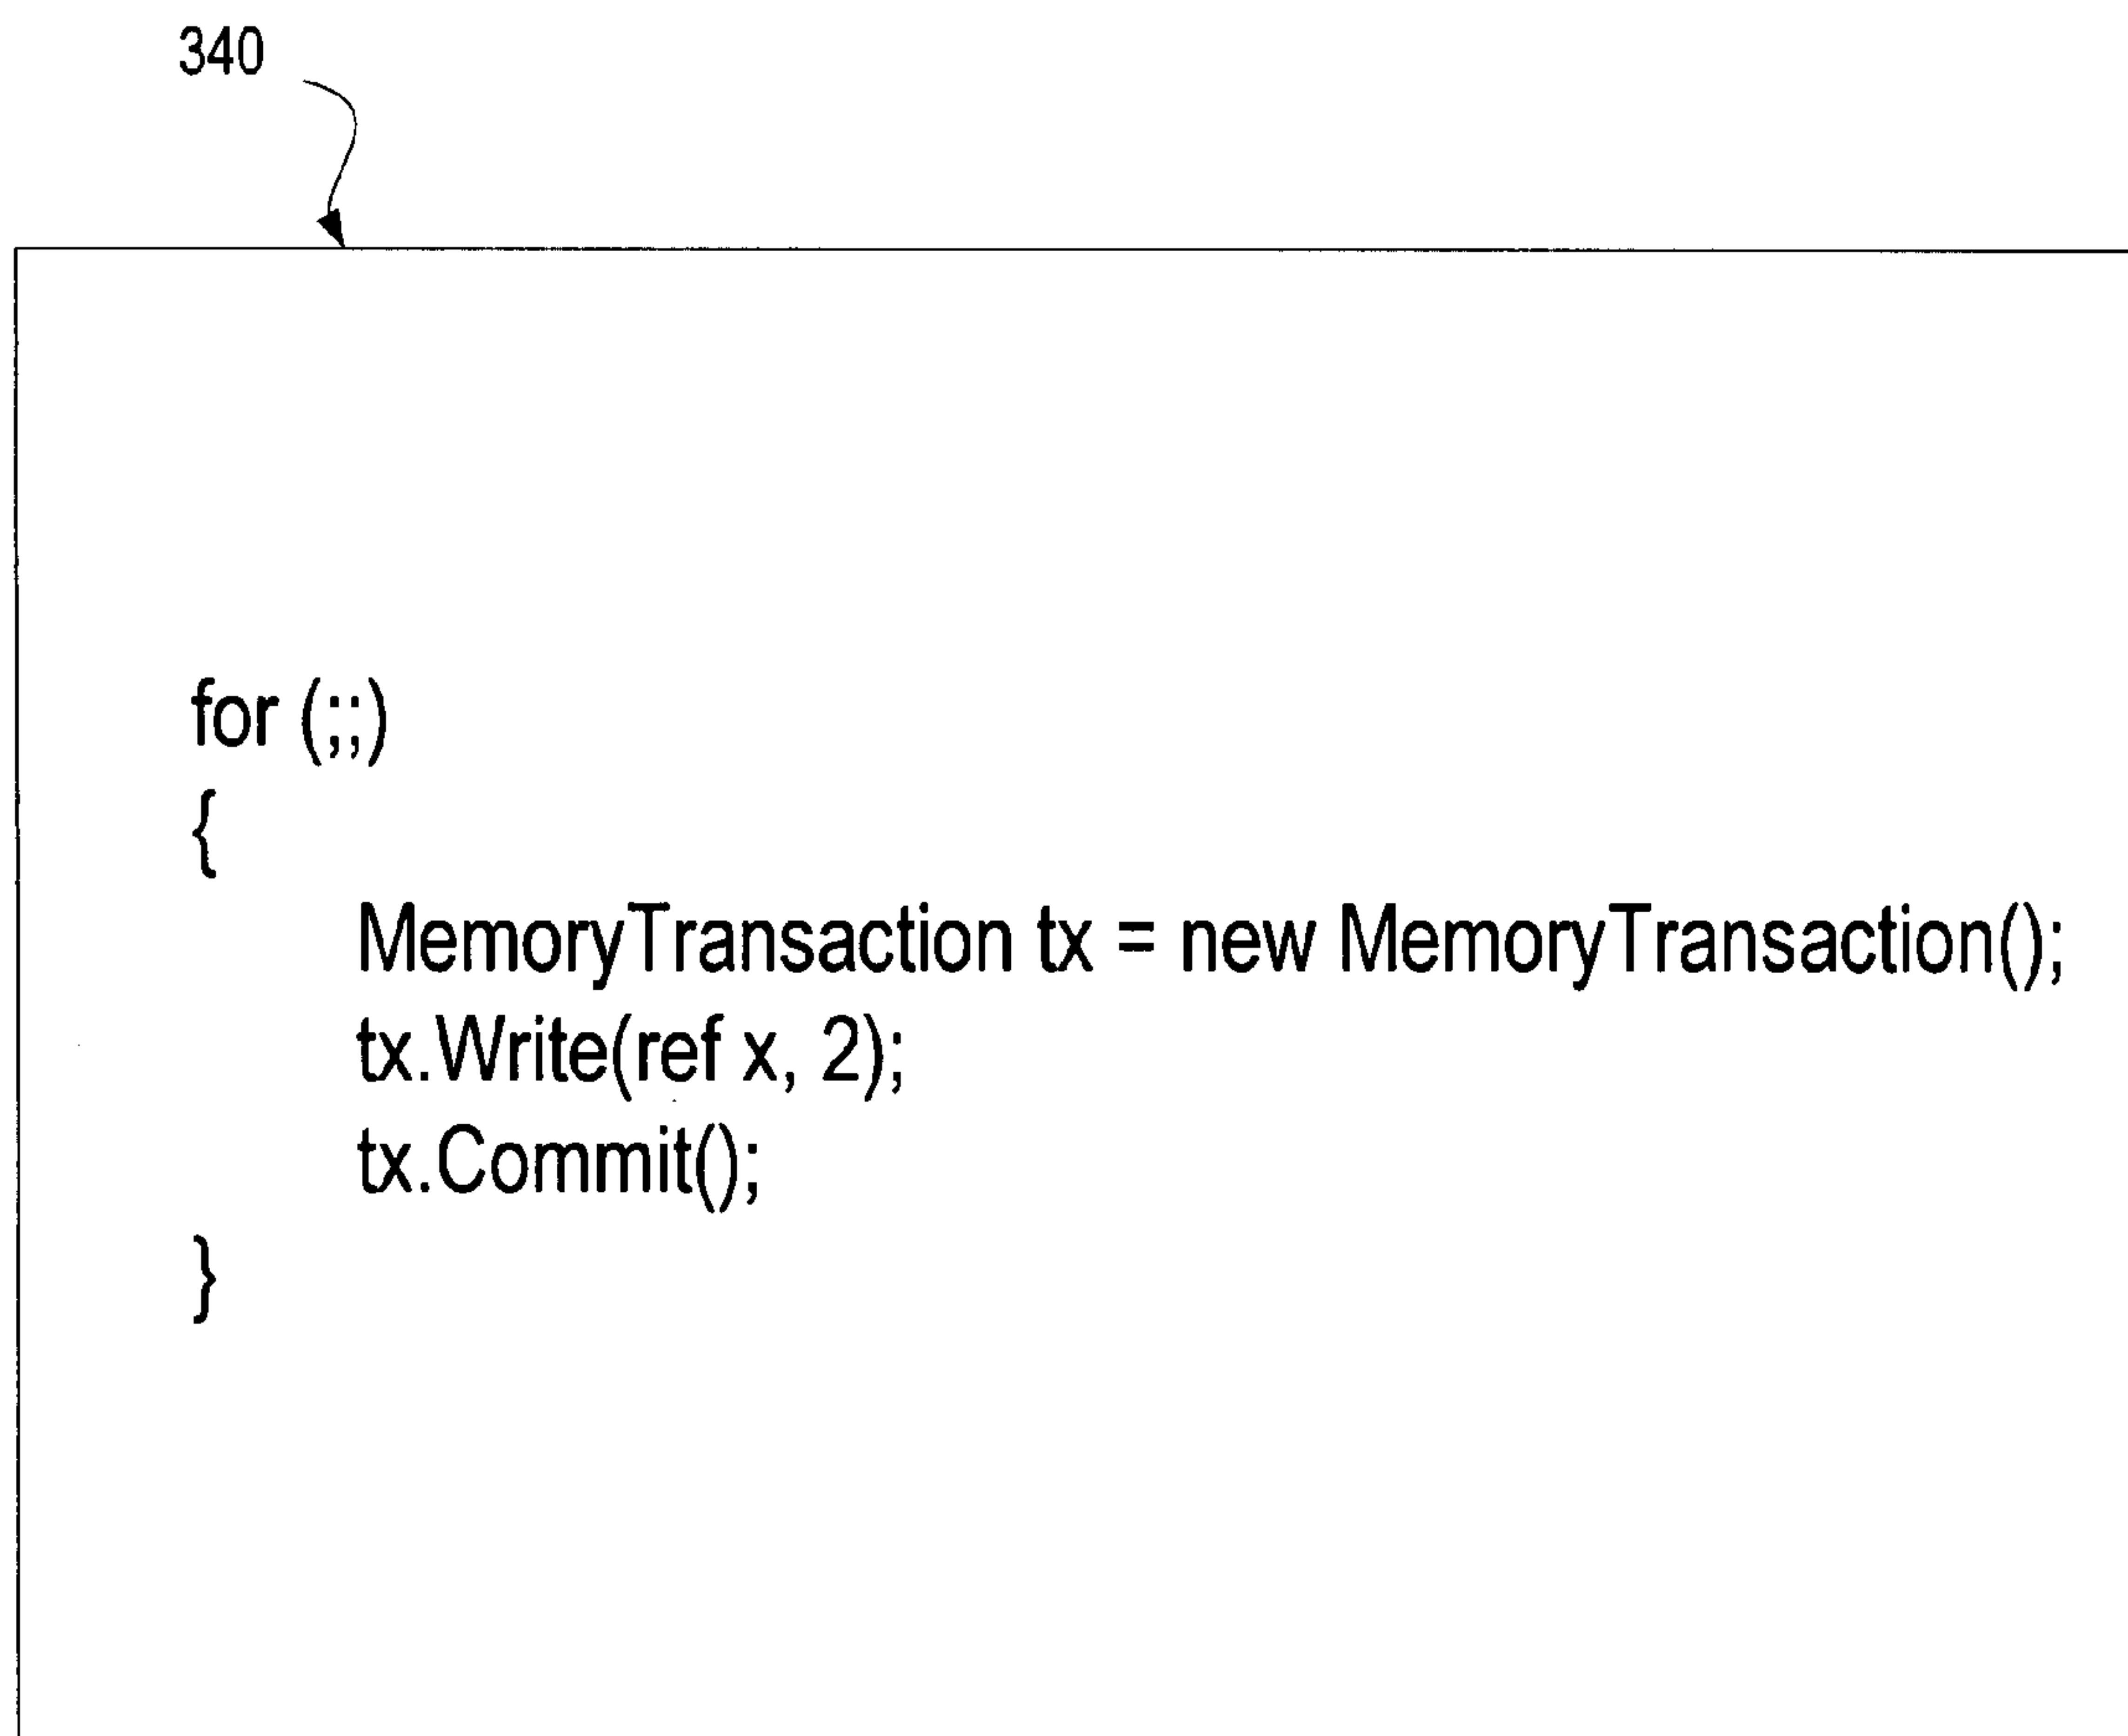 340
for (;;)
{
MemoryTransaction tx = new MemoryTransaction();
tx.Write(ref x, 2);
tx.Commit();
}